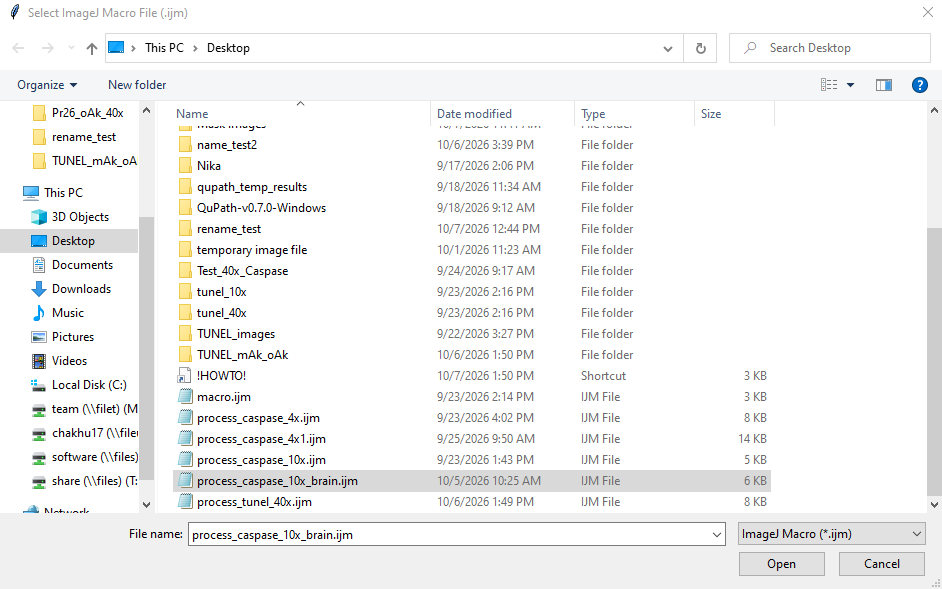 Select ImageJ Macro File (.ijm)
This PC > Desktop
Search Desktop
Organize
New folder
Pr26_oAk_40x
rename_test
TUNEL_mAk_oA
This PC
3D Objects
Desktop
Documents
Downloads
Music
Pictures
Videos
Local Disk (C:)
team (\\filet) (M
chakhu17 (\\file
software (\\files)
share (\\files) (T:
Network
Name Date modified Type Size
Mask images 10/1/2026 11:41 AM File folder
name_test2 10/6/2026 3:39 PM File folder
Nika 9/17/2026 2:06 PM File folder
qupath_temp_results 9/18/2026 11:34 AM File folder
QuPath-v0.7.0-Windows 9/18/2026 9:12 AM File folder
rename_test 10/7/2026 12:44 PM File folder
temporary image file 10/1/2026 11:23 AM File folder
Test_40x_Caspase 9/24/2026 9:17 AM File folder
tunel_10x 9/23/2026 2:16 PM File folder
tunel_40x 9/23/2026 2:16 PM File folder
TUNEL_images 9/22/2026 3:27 PM File folder
TUNEL_mAk_oAk 10/6/2026 1:50 PM File folder
!HOWTO! 10/7/2026 1:50 PM Shortcut 3 KB
macro.ijm 9/23/2026 2:14 PM IJM File 3 KB
process_caspase_4x.ijm 9/23/2026 4:02 PM IJM File 8 KB
process_caspase_4x1.ijm 9/25/2026 9:50 AM IJM File 14 KB
process_caspase_10x.ijm 9/23/2026 1:43 PM IJM File 5 KB
process_caspase_10x_brain.ijm 10/5/2026 10:25 AM IJM File 6 KB
process_tunel_40x.ijm 10/6/2026 1:49 PM IJM File 8 KB
File name: process_caspase_10x_brain.ijm
ImageJ Macro (*.ijm)
Open
Cancel